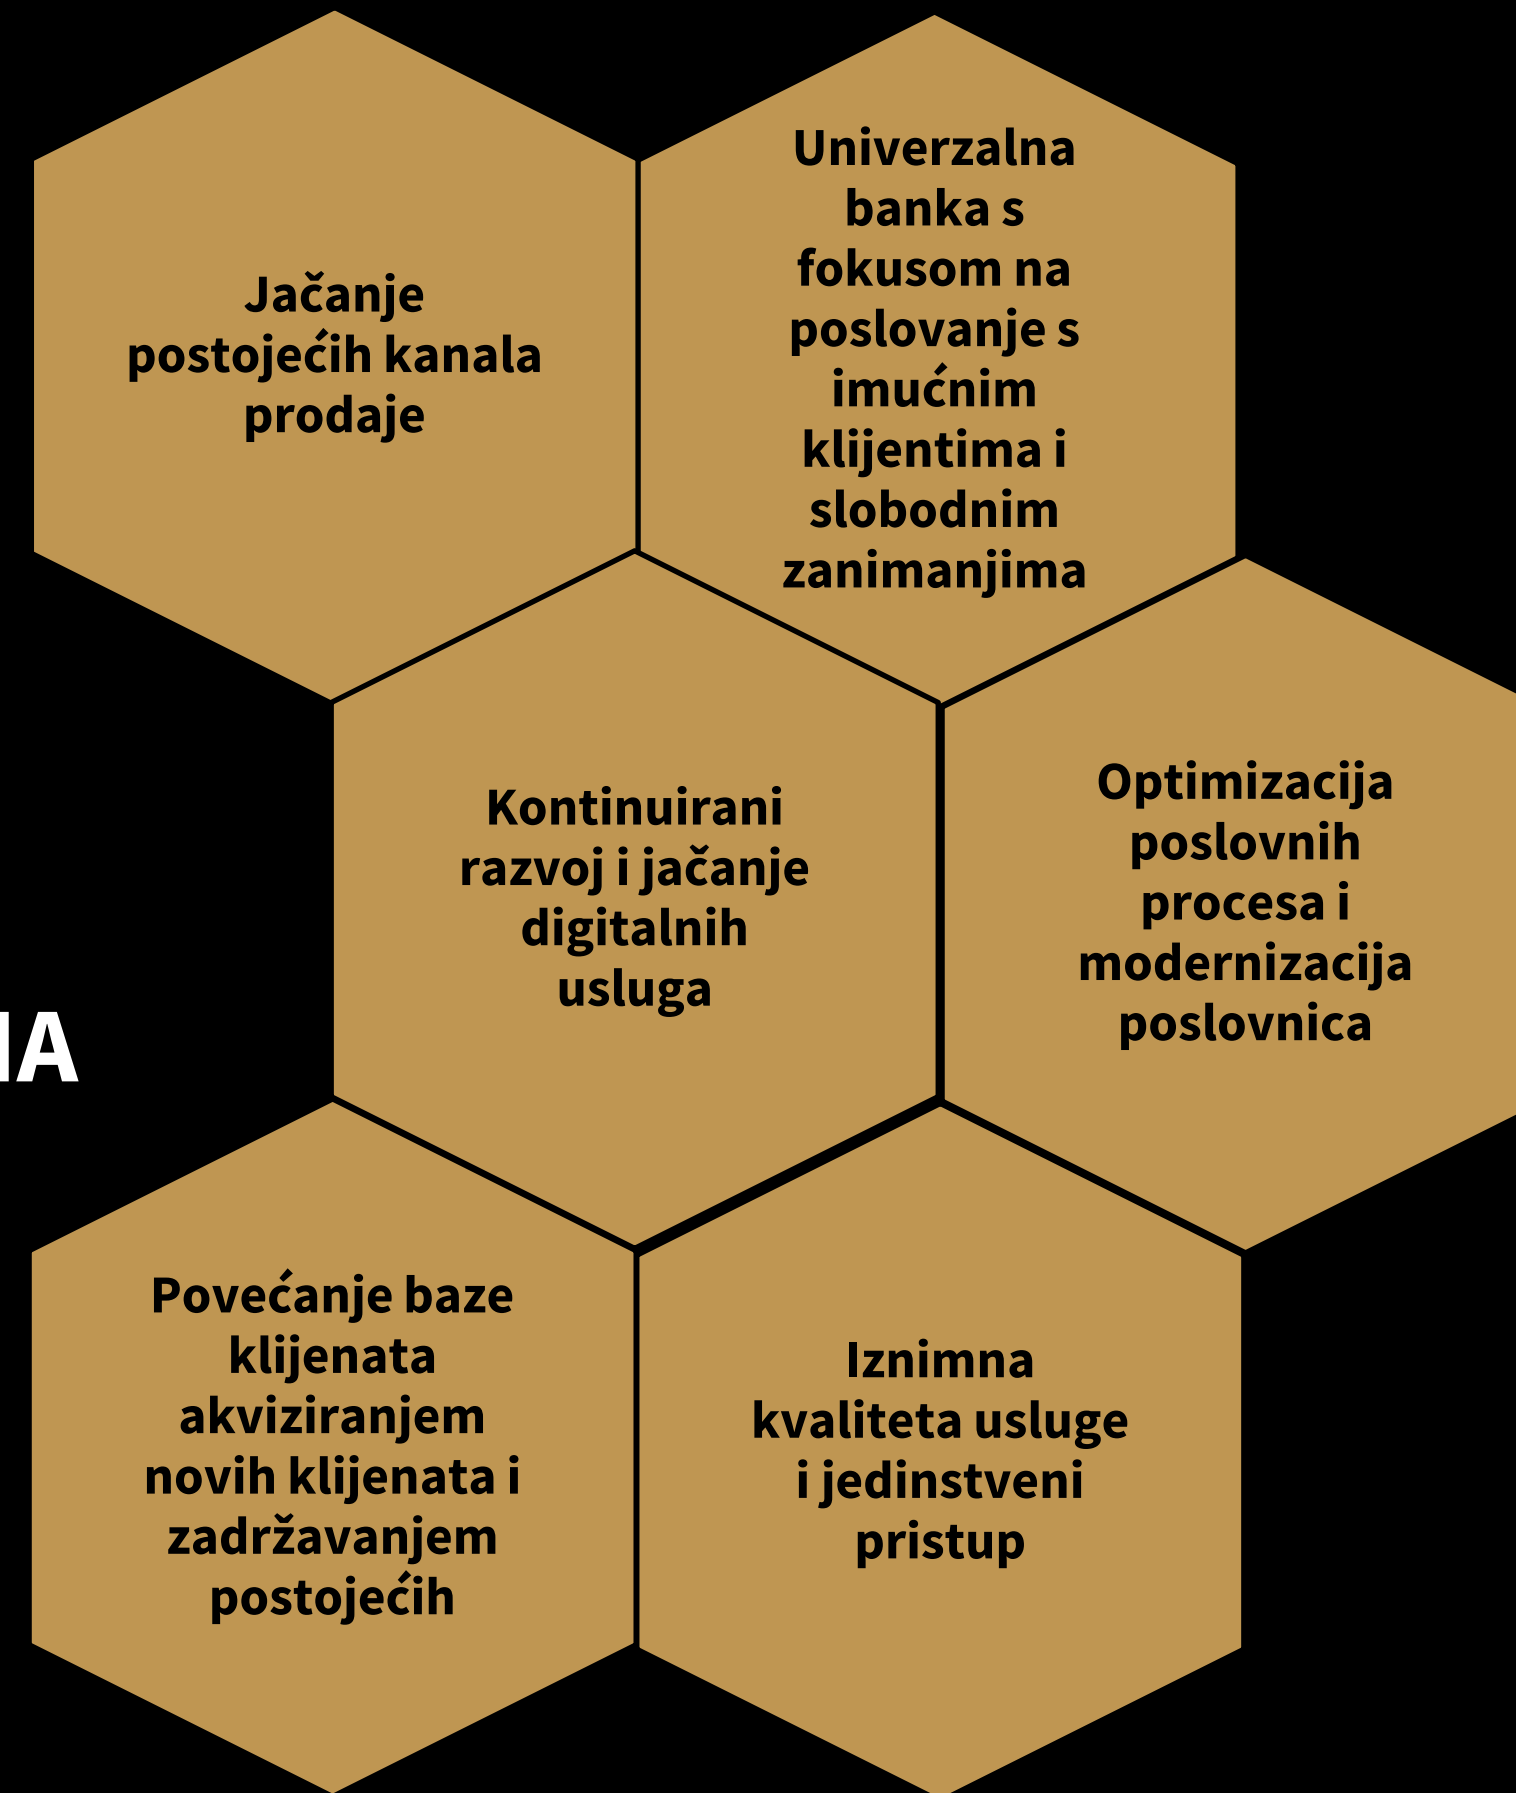 Jačanje
postojećih kanala
prodaje
Univerzalna
banka s
fokusom na
poslovanje s
imućnim
klijentima i
slobodnim
zanimanjima
Kontinuirani
razvoj i jačanje
digitalnih
usluga
Optimizacija
poslovnih
procesa i
modernizacija
poslovnica
Povećanje baze
klijenata
akviziranjem
novih klijenata i
zadržavanjem
postojećih
Iznimna
kvaliteta usluge
i jedinstveni
pristup